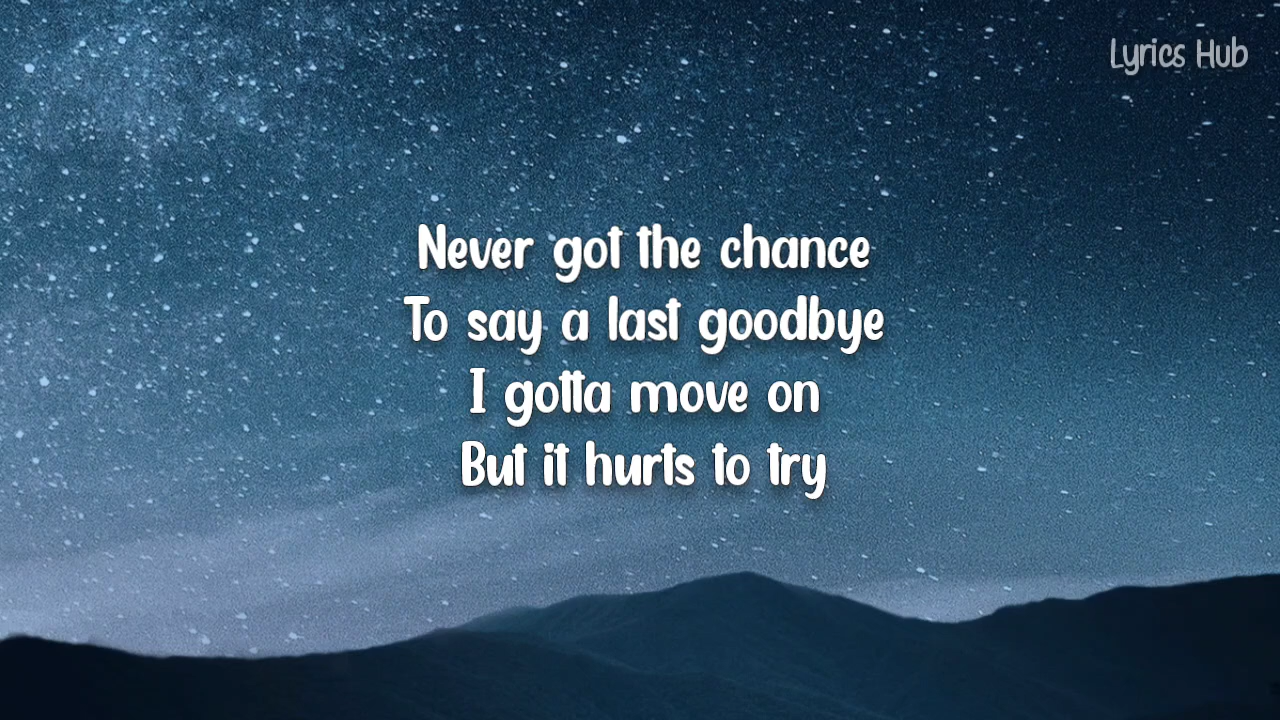 Lyrics Hub
Never got the chance
To say a last goodbye
I gotta move on
But it hurts to try